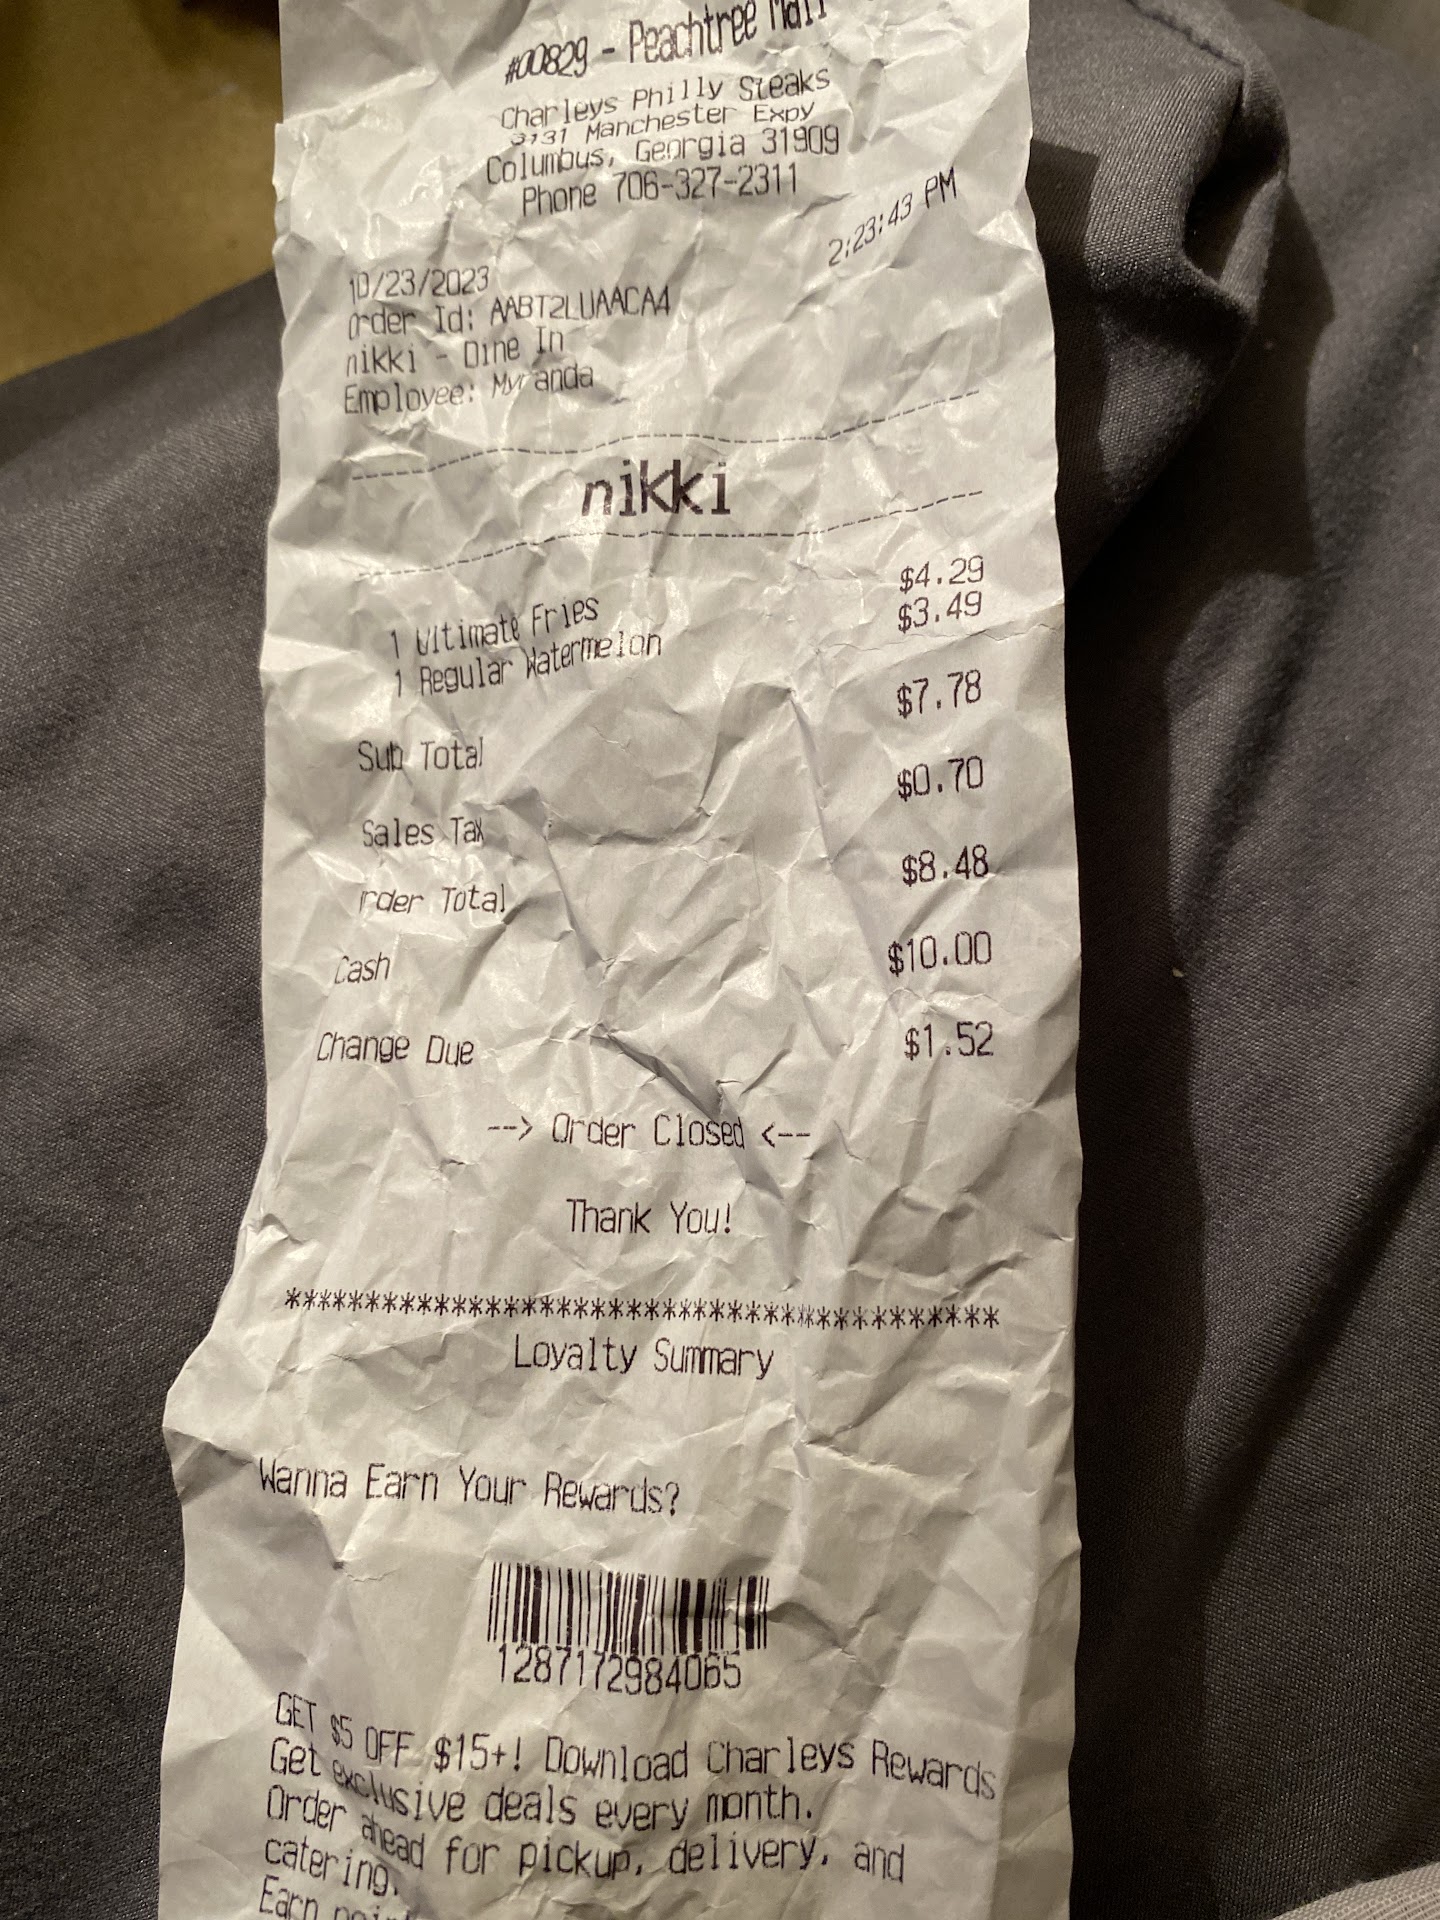 #00829 - Peachtree Mall
Charleys Philly Steaks
3131 Manchester Expy
Columbus, Georgia 31909
Phone 706-327-2311
10/23/2023 2:23:43 PM
Order Id: AABT2LUAACA4
nikki - Dine In
Employee: Myranda
nikki
1 Ultimate Fries $4.29
1 Regular Watermelon $3.49
Sub Total $7.78
Sales Tax $0.70
Order Total $8.48
Cash $10.00
Change Due $1.52
--> Order Closed <--
Thank You!
*****************************************
Loyalty Summary
Wanna Earn Your Rewards?
1287172984065
GET $5 OFF $15+! Download Charleys Rewards
Get exclusive deals every month.
Order ahead for pickup, delivery, and
catering.
Earn